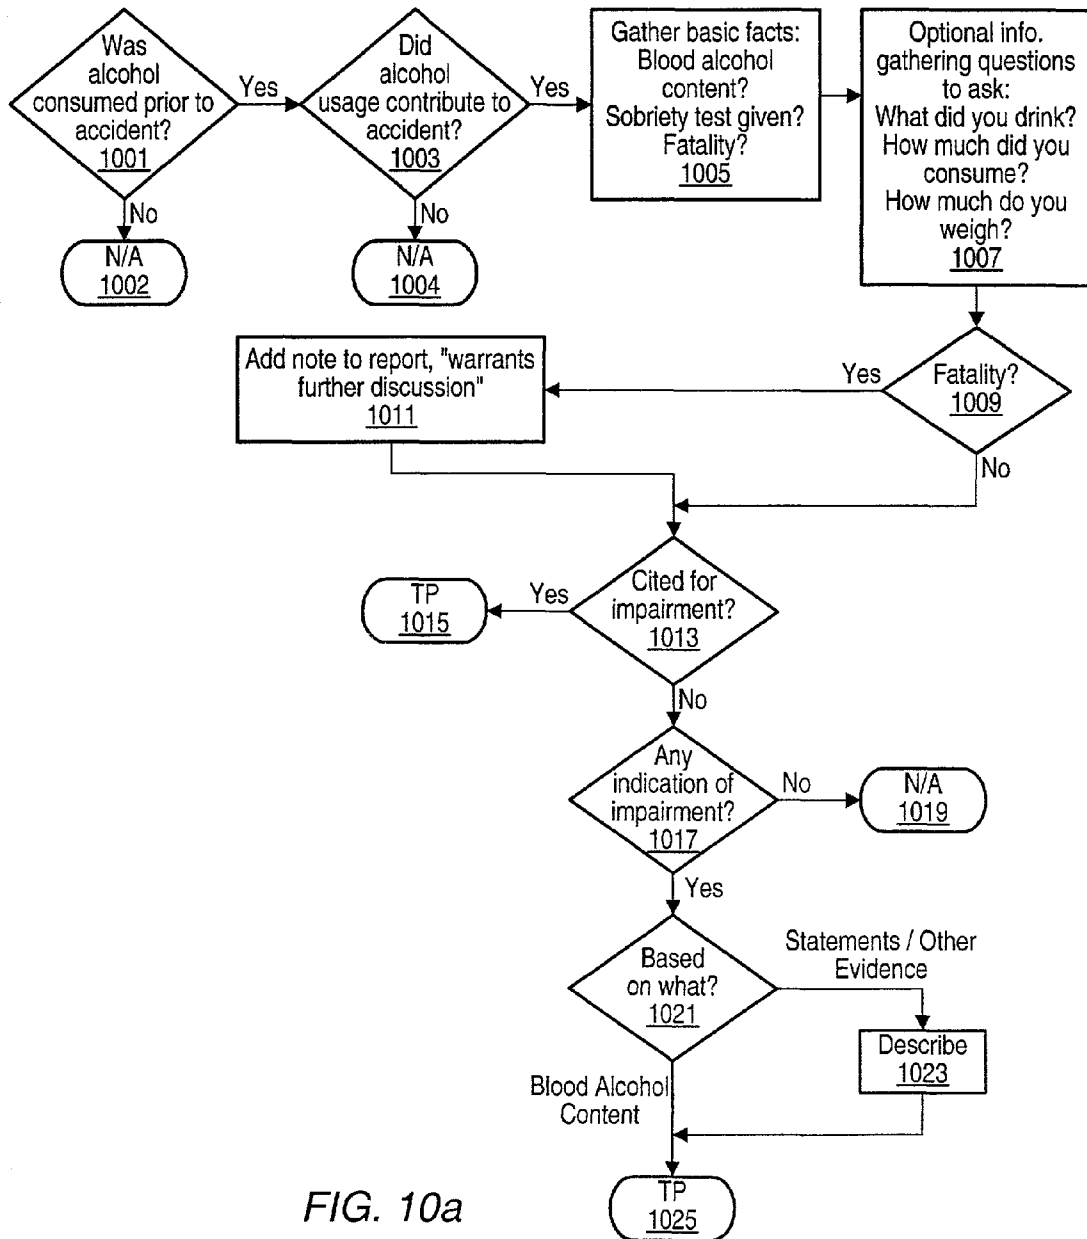 Was
alcohol
consumed prior to
accident?
1001
Yes
No
N/A
1002
Did
alcohol
usage contribute to
accident?
1003
Yes
No
N/A
1004
Gather basic facts:
Blood alcohol
content?
Sobriety test given?
Fatality?
1005
Optional info.
gathering questions
to ask:
What did you drink?
How much did you
consume?
How much do you
weigh?
1007
Fatality?
1009
Yes
No
Add note to report, "warrants
further discussion"
1011
Cited for
impairment?
1013
Yes
No
TP
1015
Any
indication of
impairment?
1017
No
Yes
N/A
1019
Based
on what?
1021
Statements / Other
Evidence
Describe
1023
Blood Alcohol
Content
TP
1025
FIG. 10a